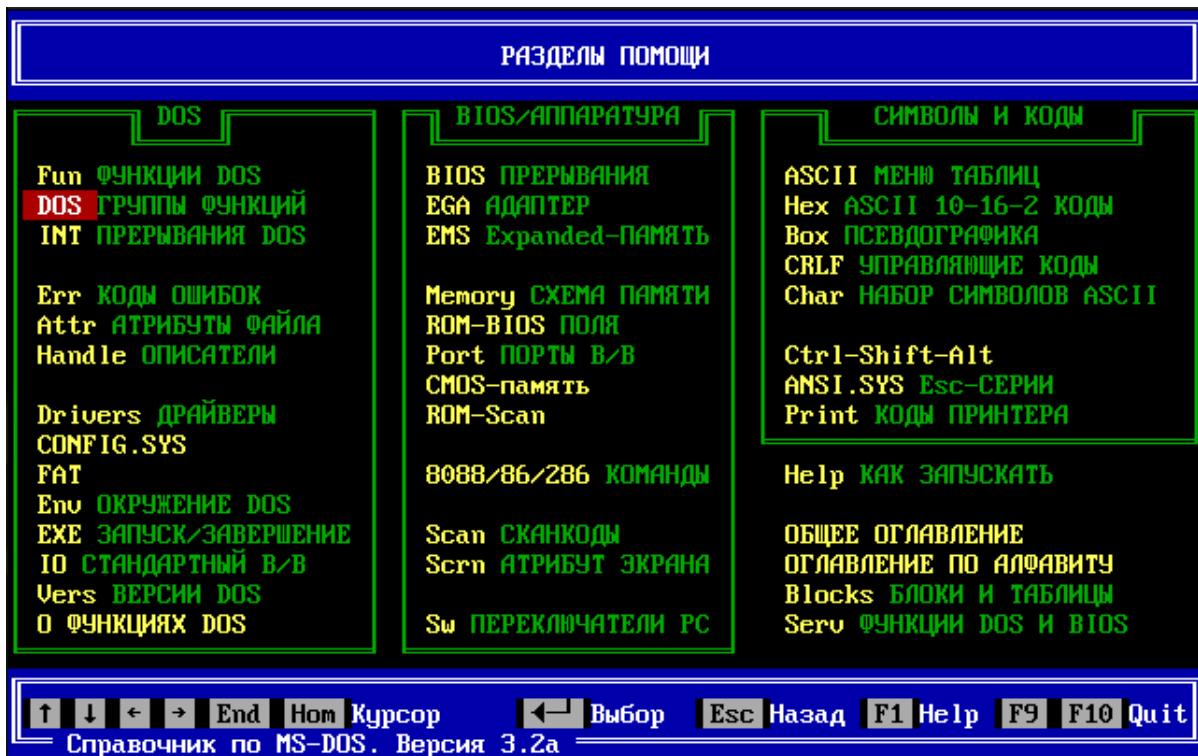 РАЗДЕЛЫ ПОМОЩИ
DOS
Fun ФУНКЦИИ DOS
DOS ГРУППЫ ФУНКЦИЙ
INT ПРЕРЫВАНИЯ DOS
Err КОДЫ ОШИБОК
Attr АТРИБУТЫ ФАЙЛА
Handle ОПИСАТЕЛИ
Drivers ДРАЙВЕРЫ
CONFIG.SYS
FAT
Env ОКРУЖЕНИЕ DOS
EXE ЗАПУСК/ЗАВЕРШЕНИЕ
IO СТАНДАРТНЫЙ В/В
Vers ВЕРСИИ DOS
О ФУНКЦИЯХ DOS
BIOS/АППАРАТУРА
BIOS ПРЕРЫВАНИЯ
EGA АДАПТЕР
EMS Expanded-ПАМЯТЬ
Memory СХЕМА ПАМЯТИ
ROM-BIOS ПОЛЯ
Port ПОРТЫ В/В
CMOS-память
ROM-Scan
8088/86/286 КОМАНДЫ
Scan СКАНКОДЫ
Scrn АТРИБУТ ЭКРАНА
Sw ПЕРЕКЛЮЧАТЕЛИ PC
СИМВОЛЫ И КОДЫ
ASCII МЕНЮ ТАБЛИЦ
Hex ASCII 10-16-2 КОДЫ
Box ПСЕВДОГРАФИКА
CRLF УПРАВЛЯЮЩИЕ КОДЫ
Char НАБОР СИМВОЛОВ ASCII
Ctrl-Shift-Alt
ANSI.SYS Esc-СЕРИИ
Print КОДЫ ПРИНТЕРА
Help КАК ЗАПУСКАТЬ
ОБЩЕЕ ОГЛАВЛЕНИЕ
ОГЛАВЛЕНИЕ ПО АЛФАВИТУ
Blocks БЛОКИ И ТАБЛИЦЫ
Serv ФУНКЦИИ DOS И BIOS
↑ ↓ ← → End Hom Курсор ◄─┘ Выбор Esc Назад F1 Help F9 F10 Quit
Справочник по MS-DOS. Версия 3.2a